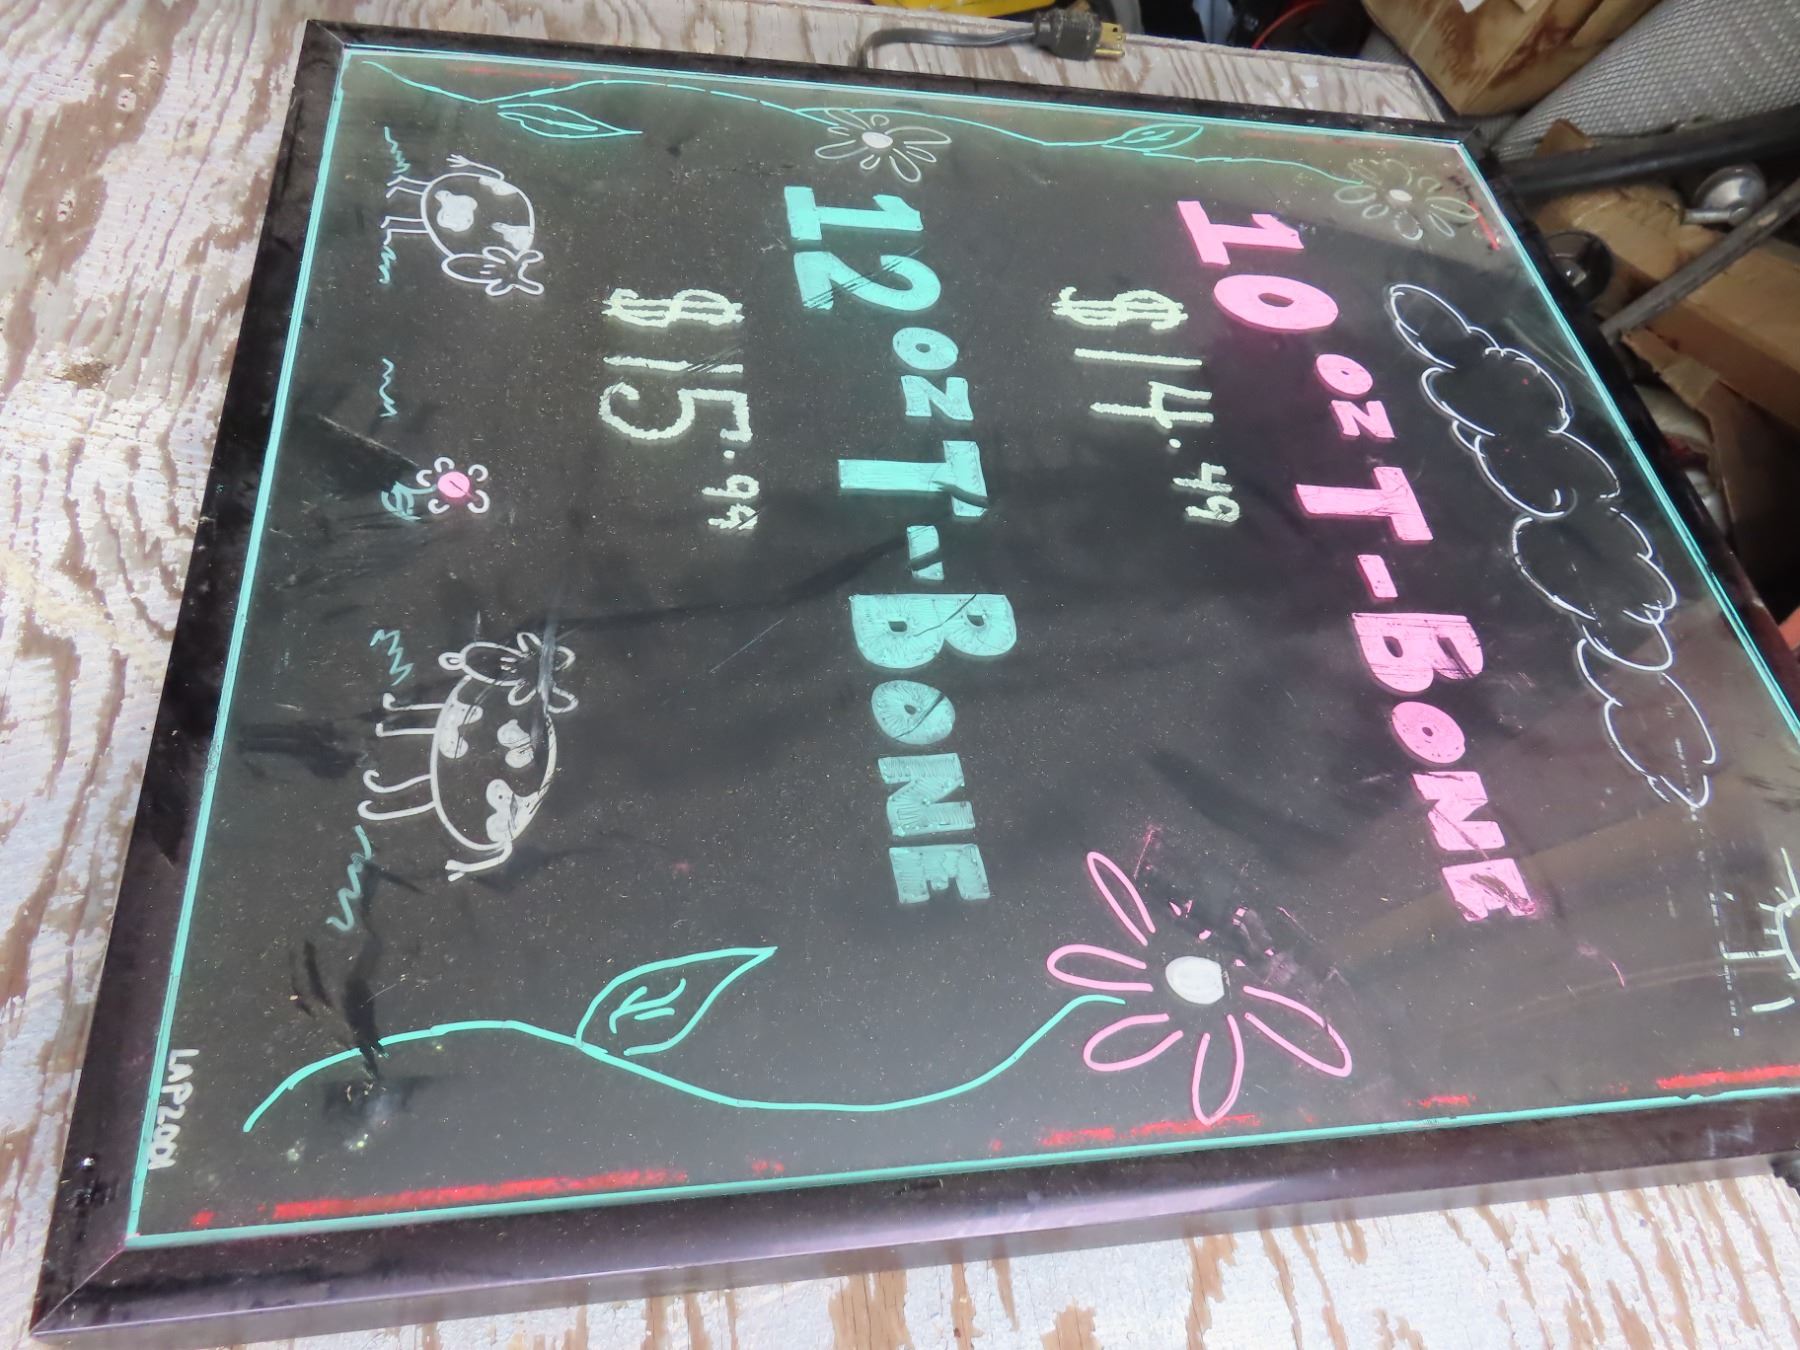 10 oz T-BoNE
$14.49
12 oz T-BoNE
$15.94
LAP2001